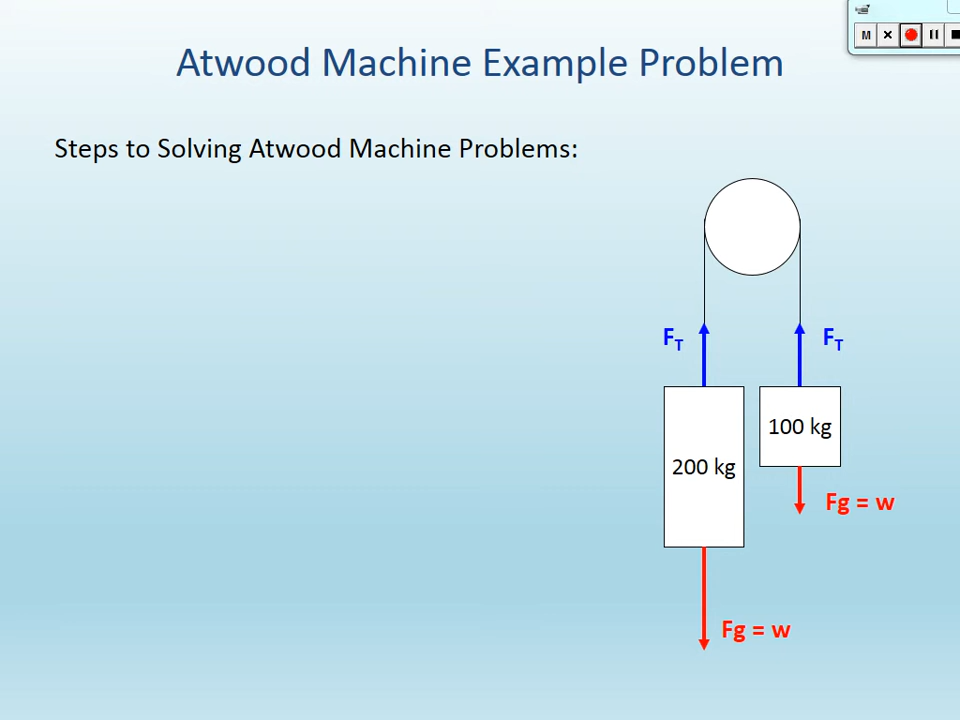 M
Atwood Machine Example Problem
Steps to Solving Atwood Machine Problems:
FT FT
100 kg
200 kg
Fg = w
Fg = w